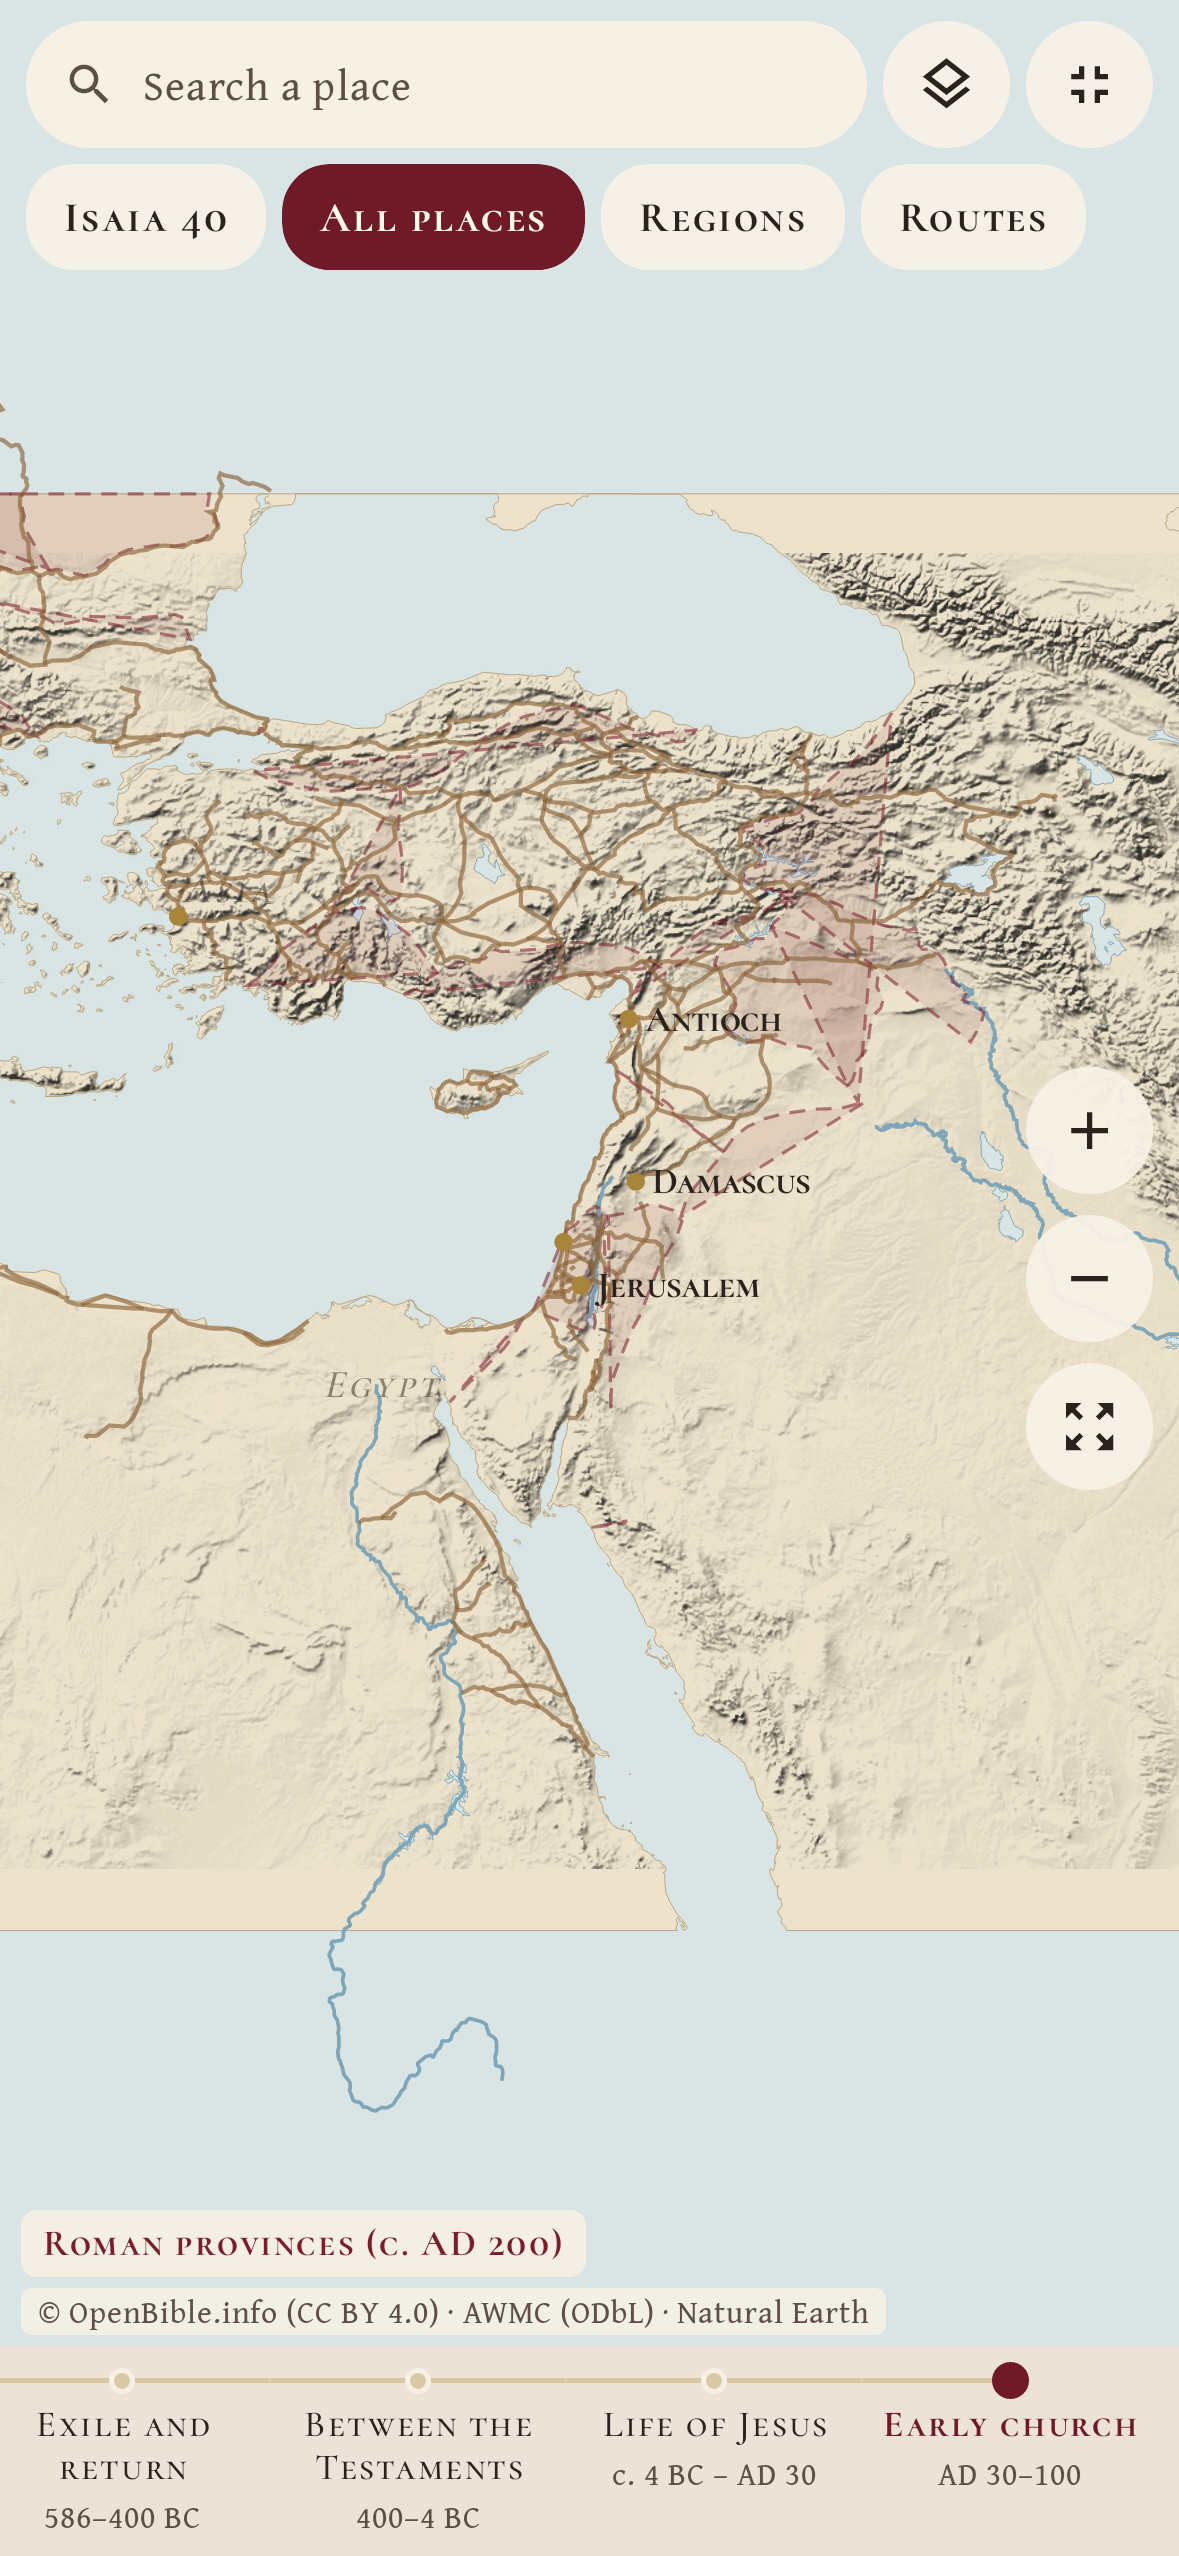 Search a place
Isaia 40
All places
Regions
Routes
Asia
Antioch
Damascus
Jerusalem
Egypt
Roman provinces (c. AD 200)
© OpenBible.info (CC BY 4.0) · AWMC (ODbL) · Natural Earth
Exile and
return
586–400 BC
Between the
Testaments
400–4 BC
Life of Jesus
c. 4 BC – AD 30
Early church
AD 30–100